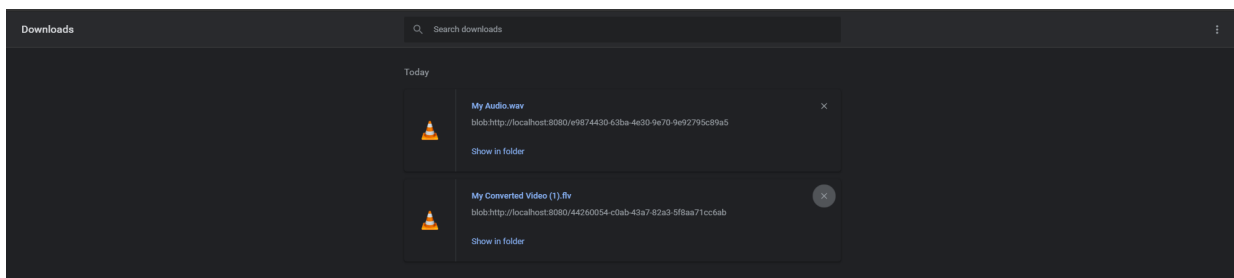 Downloads
Search downloads
Today
My Audio.wav
blob:http://localhost:8080/e9874430-63ba-4e30-9e70-9e92795c89a5
Show in folder
My Converted Video (1).flv
blob:http://localhost:8080/44260054-c0ab-43a7-82a3-5f8aa71cc6ab
Show in folder